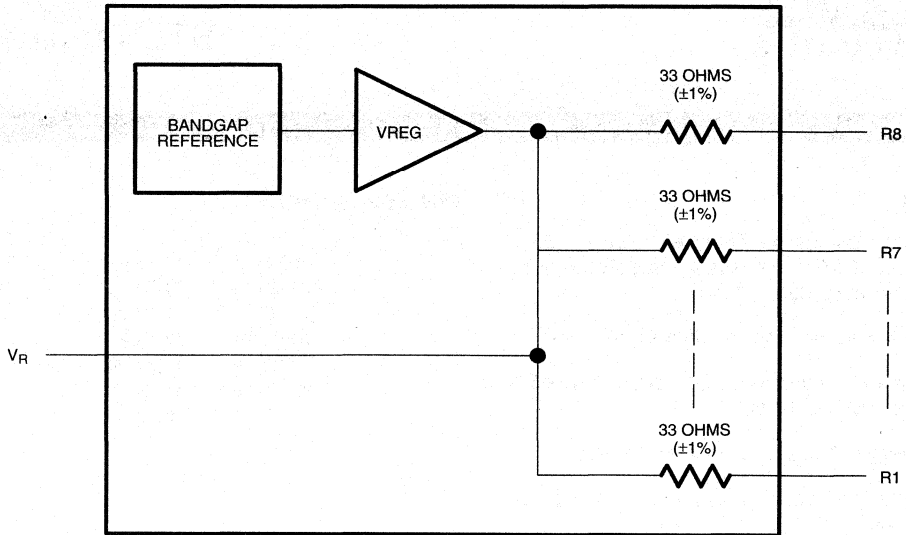 33 OHMS
(±1%)
BANDGAP
REFERENCE
VREG
R8
33 OHMS
(±1%)
R7
VR
33 OHMS
(±1%)
R1